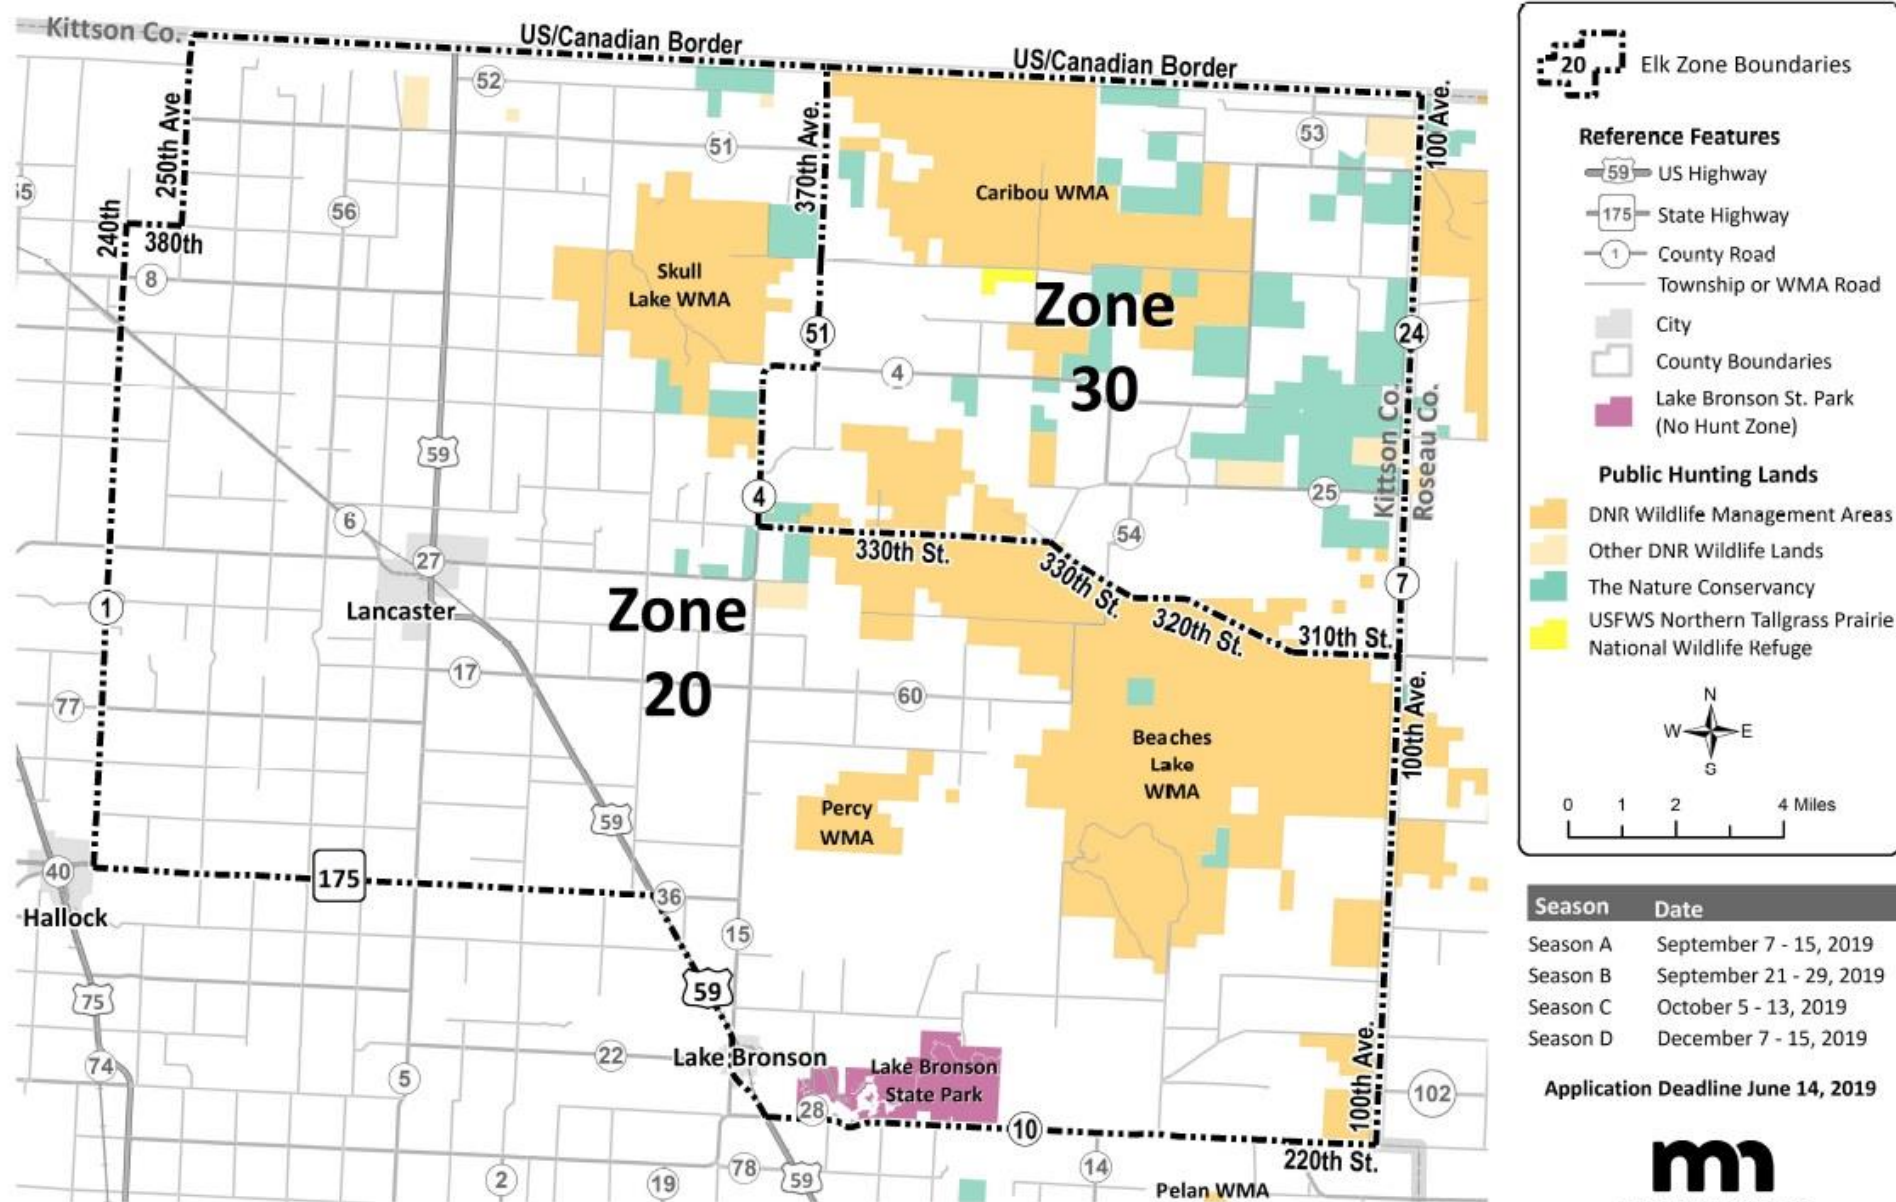 Kittson Co.
US/Canadian Border
US/Canadian Border
52
53
100 Ave.
250th Ave
370th Ave.
51
56
240th
380th
8
Caribou WMA
Skull
Lake WMA
Zone
30
51
24
4
59
Kittson Co.
Roseau Co.
4
25
6
54
330th St.
27
330th St.
7
1
Lancaster
Zone
20
320th St.
310th St.
17
60
77
100th Ave.
Beaches
Lake
WMA
Percy
WMA
59
40
175
36
Hallock
15
59
75
22
Lake Bronson
Lake Bronson
State Park
74
5
28
10
100th Ave.
102
220th St.
2
19
78
59
14
Pelan WMA
20
Elk Zone Boundaries
Reference Features
59 US Highway
175 State Highway
1 County Road
Township or WMA Road
City
County Boundaries
Lake Bronson St. Park
(No Hunt Zone)
Public Hunting Lands
DNR Wildlife Management Areas
Other DNR Wildlife Lands
The Nature Conservancy
USFWS Northern Tallgrass Prairie
National Wildlife Refuge
N
W E
S
0 1 2 4 Miles
Season Date
Season A September 7 - 15, 2019
Season B September 21 - 29, 2019
Season C October 5 - 13, 2019
Season D December 7 - 15, 2019
Application Deadline June 14, 2019